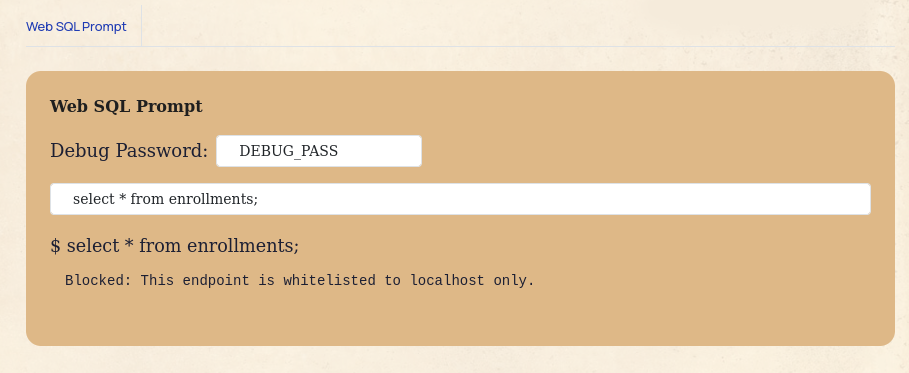 Web SQL Prompt
Web SQL Prompt
Debug Password: DEBUG_PASS
select * from enrollments;
$ select * from enrollments;
Blocked: This endpoint is whitelisted to localhost only.